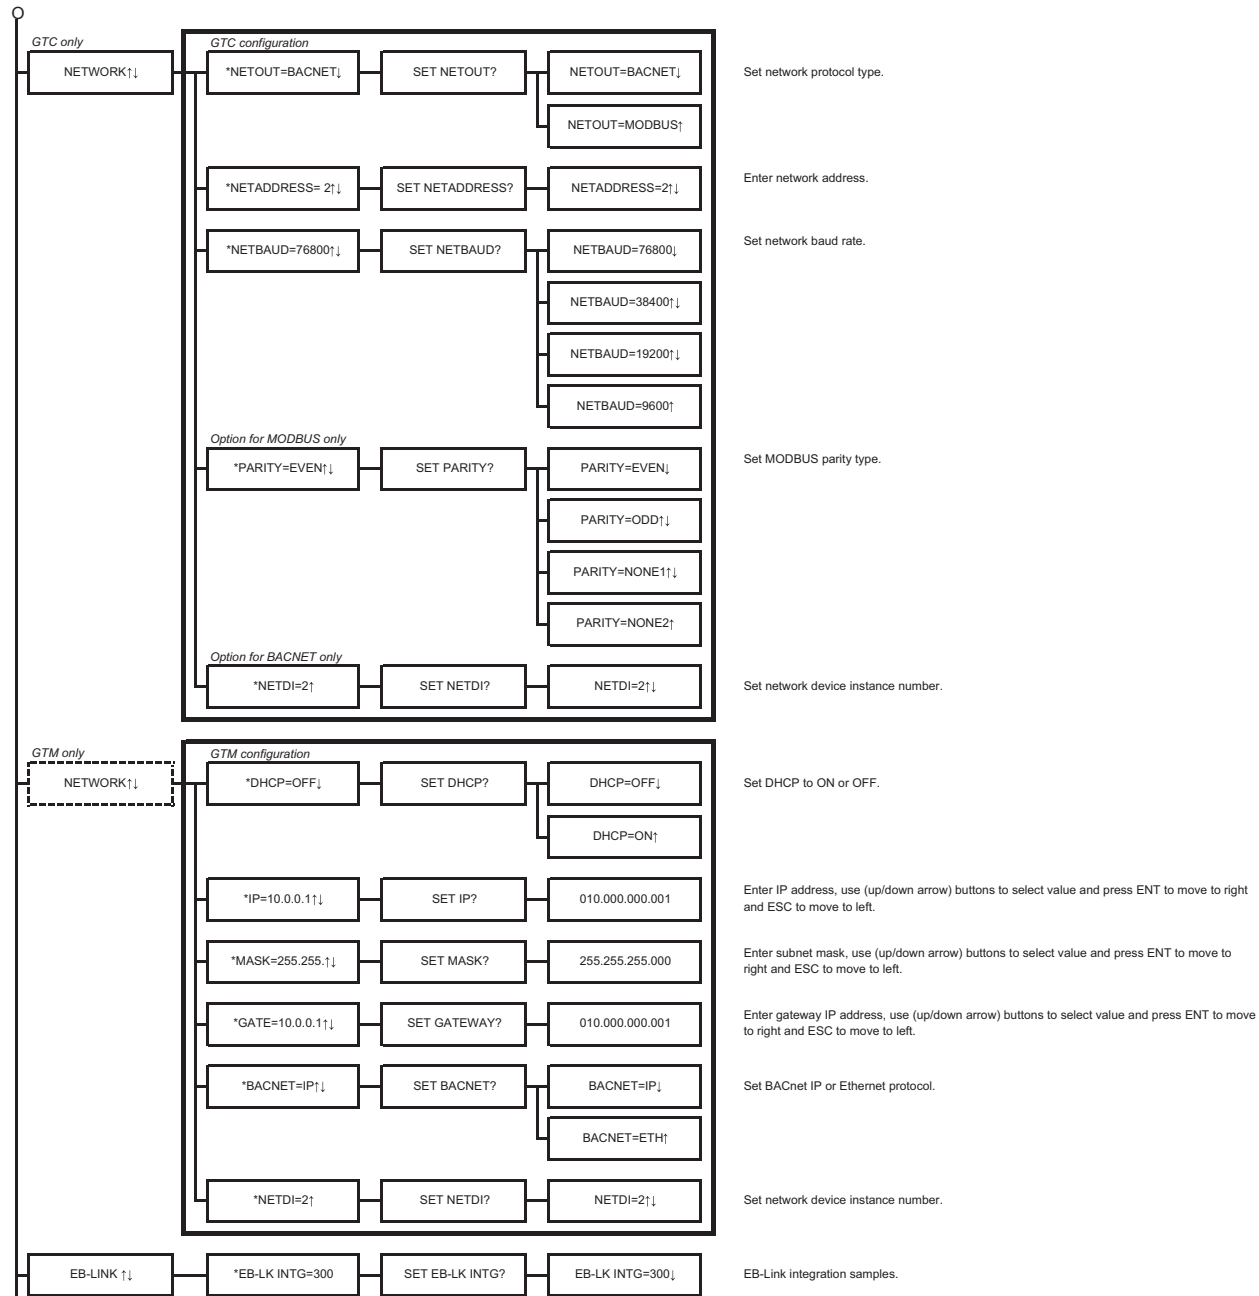 O
GTC only
GTC configuration
NETWORK↑↓
*NETOUT=BACNET↓
SET NETOUT?
NETOUT=BACNET↓
Set network protocol type.
NETOUT=MODBUS↑
*NETADDRESS= 2↑↓
SET NETADDRESS?
NETADDRESS=2↑↓
Enter network address.
*NETBAUD=76800↑↓
SET NETBAUD?
NETBAUD=76800↓
Set network baud rate.
NETBAUD=38400↑↓
NETBAUD=19200↑↓
NETBAUD=9600↑
Option for MODBUS only
*PARITY=EVEN↑↓
SET PARITY?
PARITY=EVEN↓
Set MODBUS parity type.
PARITY=ODD↑↓
PARITY=NONE1↑↓
PARITY=NONE2↑
Option for BACNET only
*NETDI=2↑
SET NETDI?
NETDI=2↑↓
Set network device instance number.
GTM only
GTM configuration
NETWORK↑↓
*DHCP=OFF↓
SET DHCP?
DHCP=OFF↓
Set DHCP to ON or OFF.
DHCP=ON↑
*IP=10.0.0.1↑↓
SET IP?
010.000.000.001
Enter IP address, use (up/down arrow) buttons to select value and press ENT to move to right
and ESC to move to left.
*MASK=255.255.↑↓
SET MASK?
255.255.255.000
Enter subnet mask, use (up/down arrow) buttons to select value and press ENT to move to
right and ESC to move to left.
*GATE=10.0.0.1↑↓
SET GATEWAY?
010.000.000.001
Enter gateway IP address, use (up/down arrow) buttons to select value and press ENT to move
to right and ESC to move to left.
*BACNET=IP↑↓
SET BACNET?
BACNET=IP↓
Set BACnet IP or Ethernet protocol.
BACNET=ETH↑
*NETDI=2↑
SET NETDI?
NETDI=2↑↓
Set network device instance number.
EB-LINK ↑↓
*EB-LK INTG=300
SET EB-LK INTG?
EB-LK INTG=300↓
EB-Link integration samples.